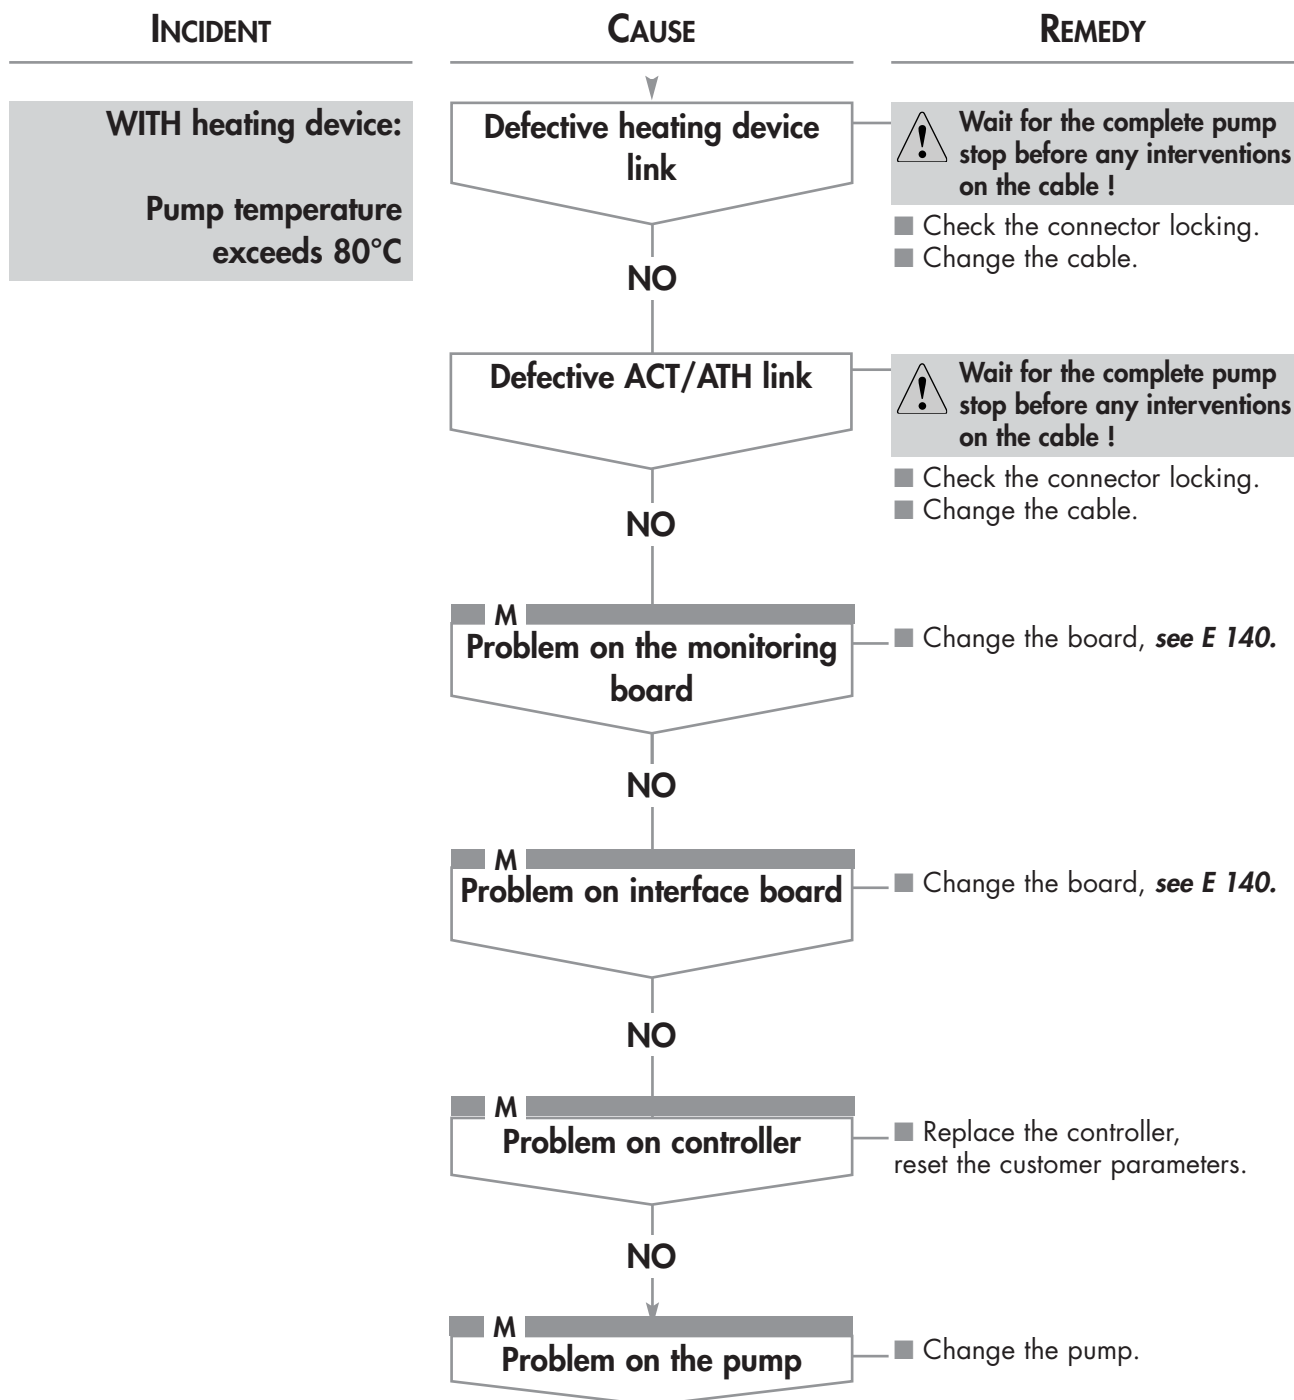 INCIDENT
CAUSE
REMEDY
WITH heating device:
Pump temperature
exceeds 80°C
Defective heating device
link
Wait for the complete pump
stop before any interventions
on the cable !
■ Check the connector locking.
■ Change the cable.
NO
Defective ACT/ATH link
Wait for the complete pump
stop before any interventions
on the cable !
■ Check the connector locking.
■ Change the cable.
NO
M
Problem on the monitoring
board
■ Change the board, see E 140.
NO
M
Problem on interface board
■ Change the board, see E 140.
NO
M
Problem on controller
■ Replace the controller,
reset the customer parameters.
NO
M
Problem on the pump
■ Change the pump.